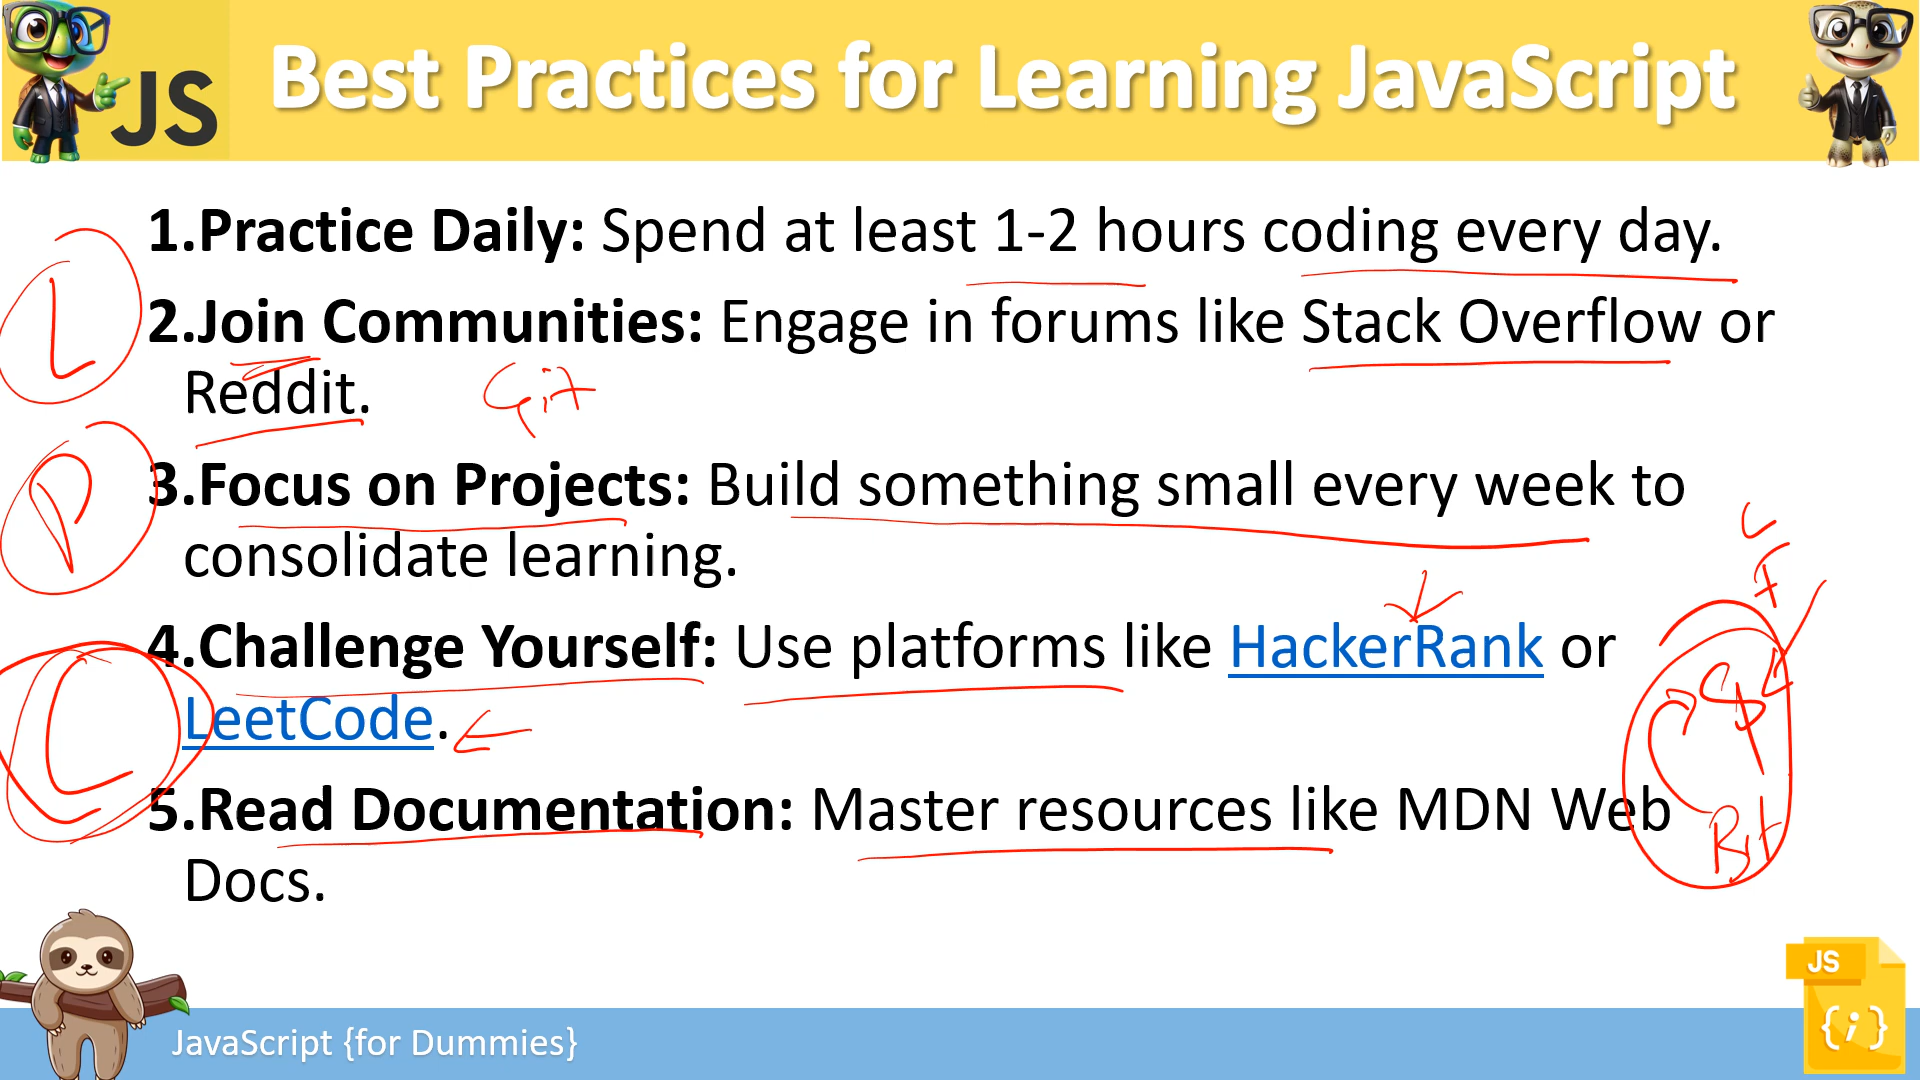 JS
Best Practices for Learning JavaScript
1.Practice Daily: Spend at least 1-2 hours coding every day.
2.Join Communities: Engage in forums like Stack Overflow or
Reddit.
Git
3.Focus on Projects: Build something small every week to
consolidate learning.
4.Challenge Yourself: Use platforms like HackerRank or
LeetCode.
5.Read Documentation: Master resources like MDN Web
Docs.
L
P
C
JS
{;}
JavaScript {for Dummies}